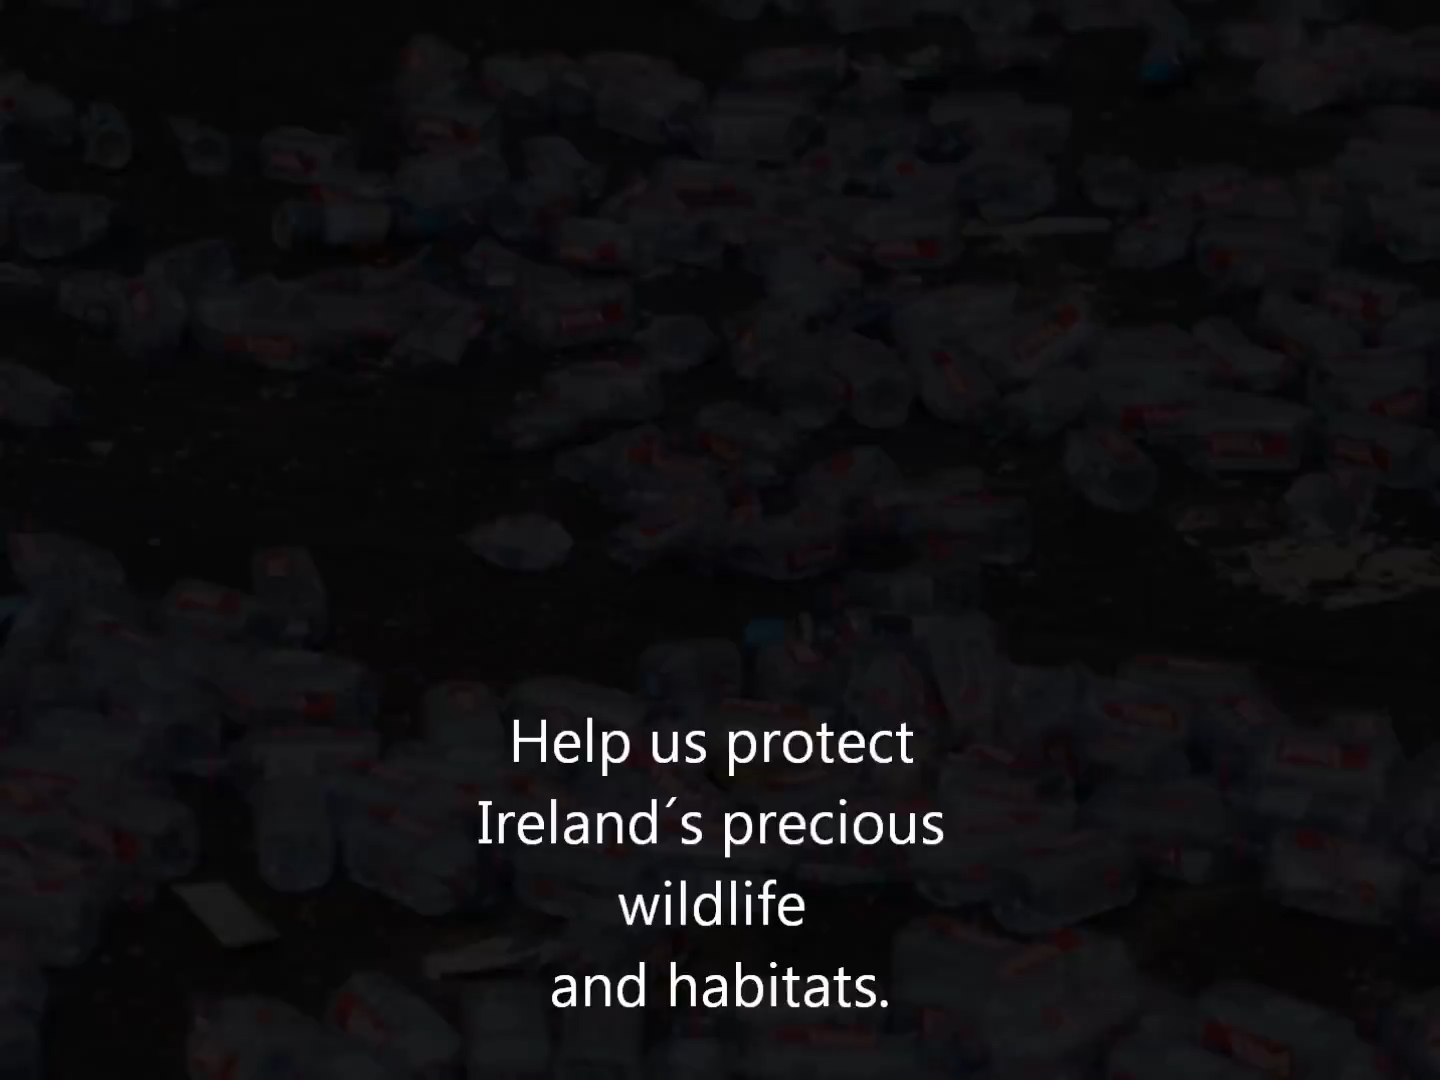 Help us protect
Ireland´s precious
wildlife
and habitats.